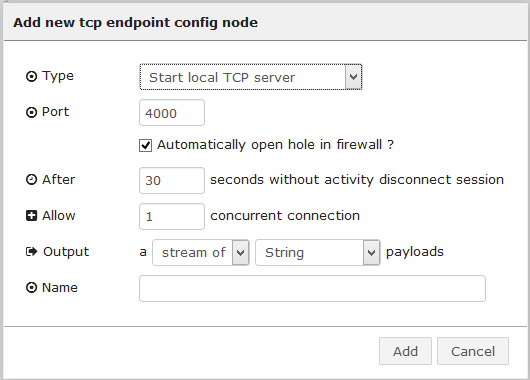 Add new tcp endpoint config node
Type Start local TCP server
Port 4000
Automatically open hole in firewall ?
After 30 seconds without activity disconnect session
Allow 1 concurrent connection
Output a stream of String payloads
Name
Add Cancel